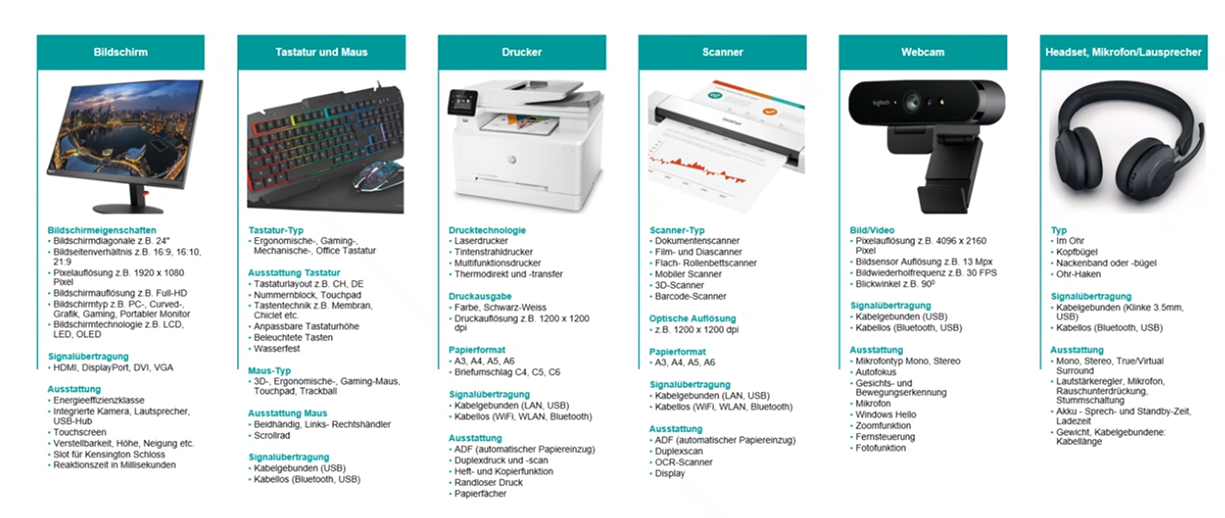 Bildschirm
Bildschirmeigenschaften
• Bildschirmdiagonale z.B. 24"
• Bildseitenverhältnis z.B. 16:9, 16:10,
21:9
• Pixelauflösung z.B. 1920 x 1080
Pixel
• Bildschirmauflösung z.B. Full-HD
• Bildschirmtyp z.B. PC-, Curved-,
Grafik, Gaming, Portabler Monitor
• Bildschirmtechnologie z.B. LCD,
LED, OLED
Signalübertragung
• HDMI, DisplayPort, DVI, VGA
Ausstattung
• Energieeffizienzklasse
• Integrierte Kamera, Lautsprecher,
USB-Hub
• Touchscreen
• Verstellbarkeit, Höhe, Neigung etc.
• Slot für Kensington Schloss
• Reaktionszeit in Millisekunden
Tastatur und Maus
Tastatur-Typ
• Ergonomische-, Gaming-,
Mechanische-, Office Tastatur
Ausstattung Tastatur
• Tastaturlayout z.B. CH, DE
• Nummernblock, Touchpad
• Tastentechnik z.B. Membran,
Chiclet etc.
• Anpassbare Tastaturhöhe
• Beleuchtete Tasten
• Wasserfest
Maus-Typ
• 3D-, Ergonomische-, Gaming-Maus,
Touchpad, Trackball
Ausstattung Maus
• Beidhändig, Links- Rechtshändler
• Scrollrad
Signalübertragung
• Kabelgebunden (USB)
• Kabellos (Bluetooth, USB)
Drucker
hp
Drucktechnologie
• Laserdrucker
• Tintenstrahldrucker
• Multifunktionsdrucker
• Thermodirekt und -transfer
Druckausgabe
• Farbe, Schwarz-Weiss
• Druckauflösung z.B. 1200 x 1200
dpi
Papierformat
• A3, A4, A5, A6
• Briefumschlag C4, C5, C6
Signalübertragung
• Kabelgebunden (LAN, USB)
• Kabellos (WiFi, WLAN, Bluetooth)
Ausstattung
• ADF (automatischer Papiereinzug)
• Duplexdruck und -scan
• Heft- und Kopierfunktion
• Randloser Druck
• Papierfächer
Scanner
brother
Scanner-Typ
• Dokumentenscanner
• Film- und Diascanner
• Flach- Rollenbettscanner
• Mobiler Scanner
• 3D-Scanner
• Barcode-Scanner
Optische Auflösung
• z.B. 1200 x 1200 dpi
Papierformat
• A3, A4, A5, A6
Signalübertragung
• Kabelgebunden (LAN, USB)
• Kabellos (WiFi, WLAN, Bluetooth)
Ausstattung
• ADF (automatischer Papiereinzug)
• Duplexscan
• OCR-Scanner
• Display
Webcam
logitech
Bild/Video
• Pixelauflösung z.B. 4096 x 2160
Pixel
• Bildsensor Auflösung z.B. 13 Mpx
• Bildwiederholfrequenz z.B. 30 FPS
• Blickwinkel z.B. 90⁰
Signalübertragung
• Kabelgebunden (USB)
• Kabellos (Bluetooth, USB)
Ausstattung
• Mikrofontyp Mono, Stereo
• Autofokus
• Gesichts- und
Bewegungserkennung
• Mikrofon
• Windows Hello
• Zoomfunktion
• Fernsteuerung
• Fotofunktion
Headset, Mikrofon/Lausprecher
Typ
• Im Ohr
• Kopfbügel
• Nackenband oder -bügel
• Ohr-Haken
Signalübertragung
• Kabelgebunden (Klinke 3.5mm,
USB)
• Kabellos (Bluetooth, USB)
Ausstattung
• Mono, Stereo, True/Virtual
Surround
• Lautstärkeregler, Mikrofon,
Rauschunterdrückung,
Stummschaltung
• Akku - Sprech- und Standby-Zeit,
Ladezeit
• Gewicht, Kabelgebundene:
Kabellänge